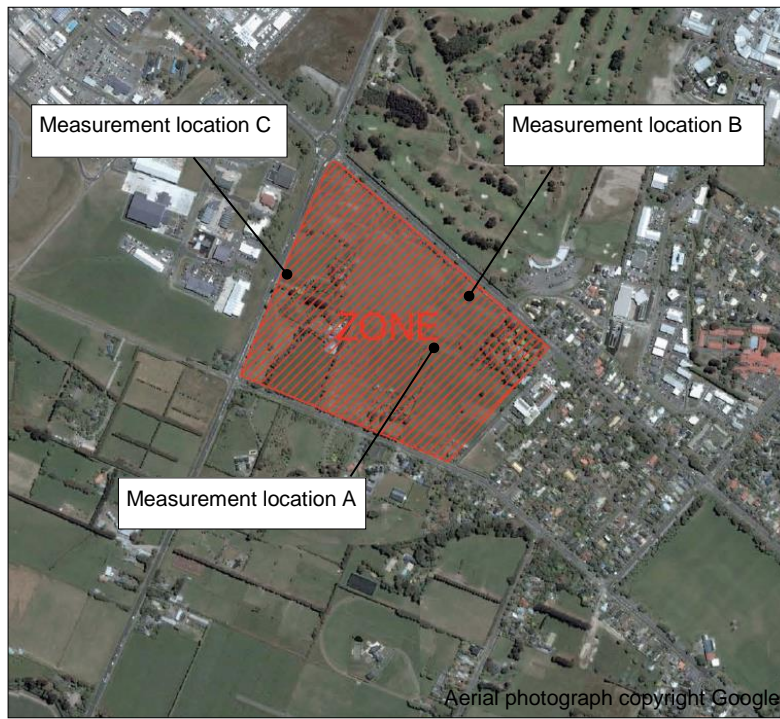 Measurement location C
Measurement location B
ZONE
Measurement location A
Aerial photograph copyright Google